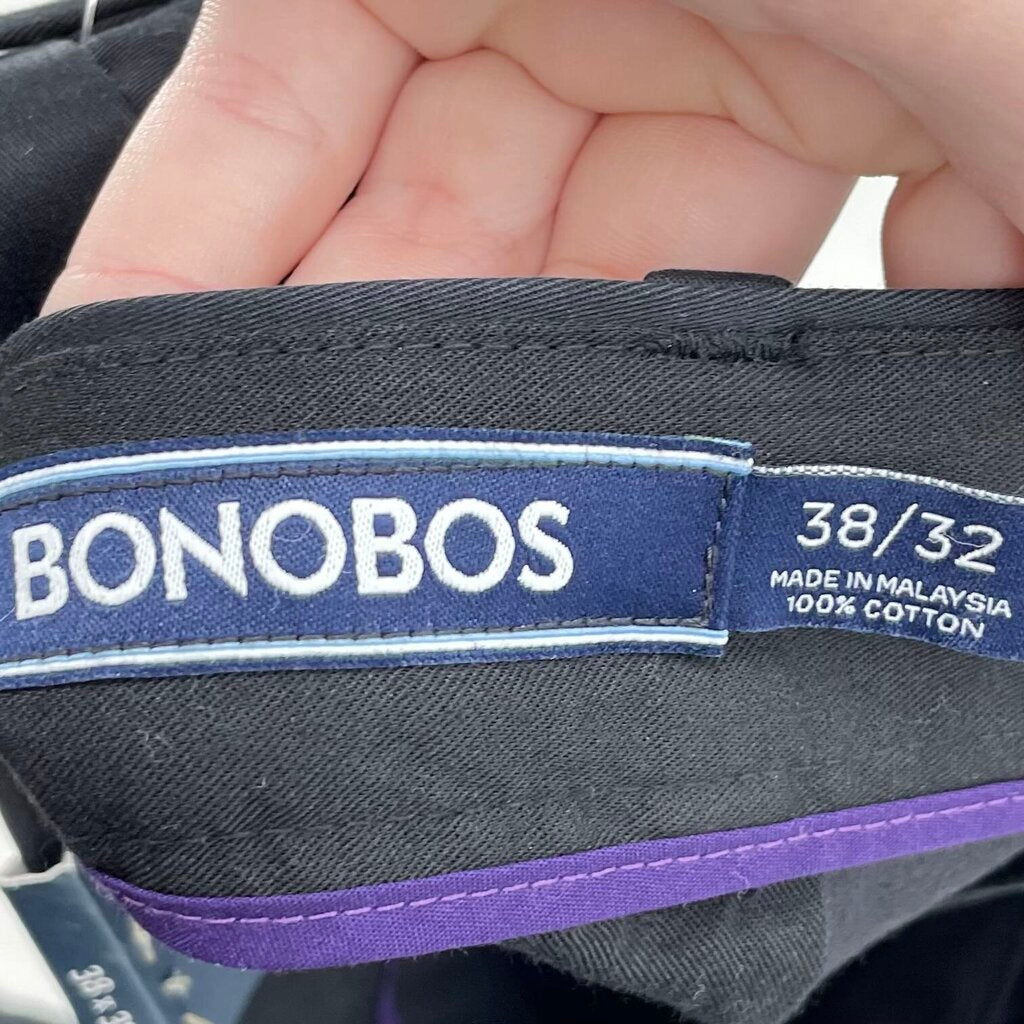 BONOBOS
38/32
MADE IN MALAYSIA
100% COTTON